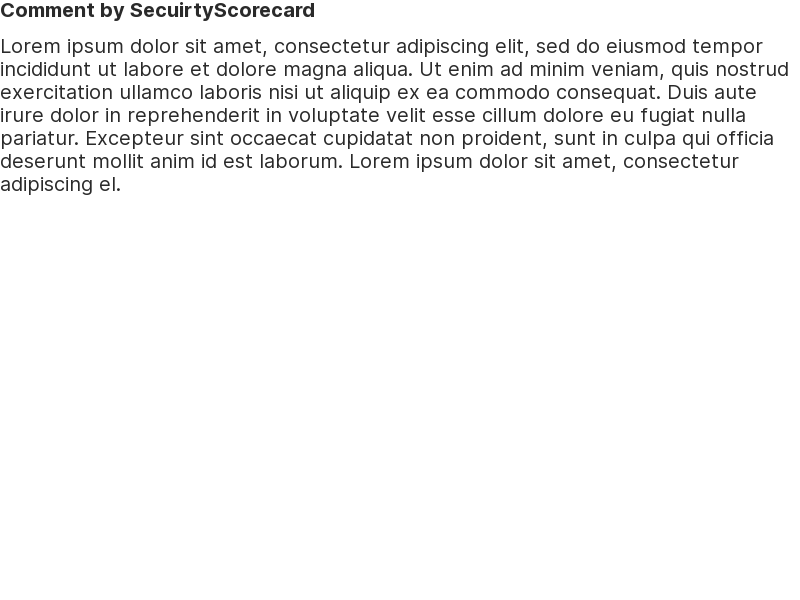 Comment by SecuirtyScorecard
Lorem ipsum dolor sit amet, consectetur adipiscing elit, sed do eiusmod tempor
incididunt ut labore et dolore magna aliqua. Ut enim ad minim veniam, quis nostrud
exercitation ullamco laboris nisi ut aliquip ex ea commodo consequat. Duis aute
irure dolor in reprehenderit in voluptate velit esse cillum dolore eu fugiat nulla
pariatur. Excepteur sint occaecat cupidatat non proident, sunt in culpa qui officia
deserunt mollit anim id est laborum. Lorem ipsum dolor sit amet, consectetur
adipiscing el.